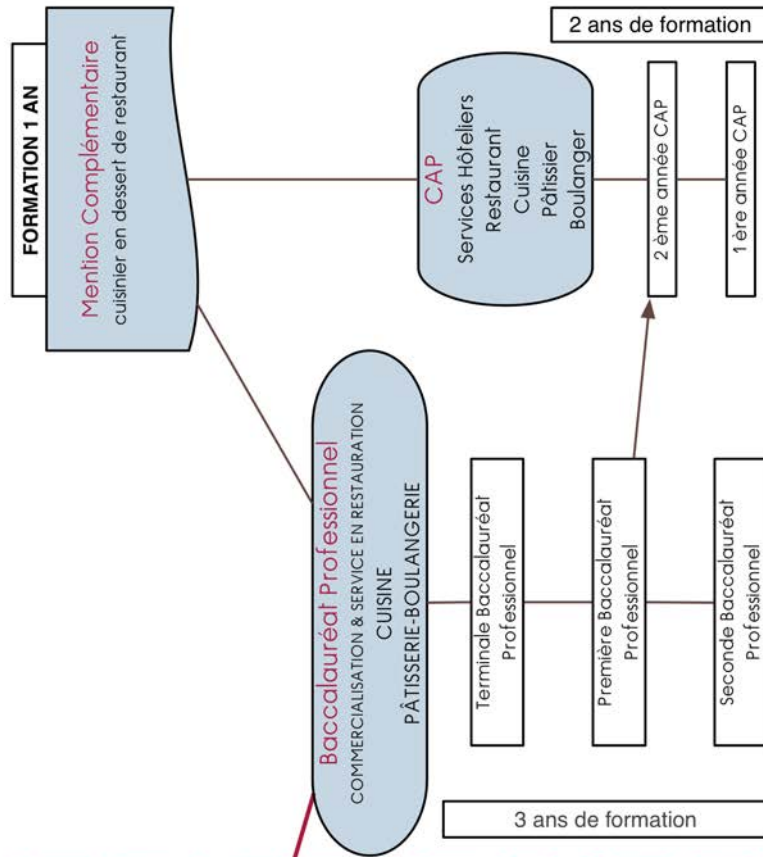 FORMATION 1 AN
Mention Complémentaire
cuisinier en dessert de restaurant
Baccalauréat Professionnel
COMMERCIALISATION & SERVICE EN RESTAURATION
CUISINE
PÂTISSERIE-BOULANGERIE
CAP
Services Hôteliers
Restaurant
Cuisine
Pâtissier
Boulanger
Terminale Baccalauréat
Professionnel
Première Baccalauréat
Professionnel
Seconde Baccalauréat
Professionnel
2 ème année CAP
1 ère année CAP
3 ans de formation
2 ans de formation